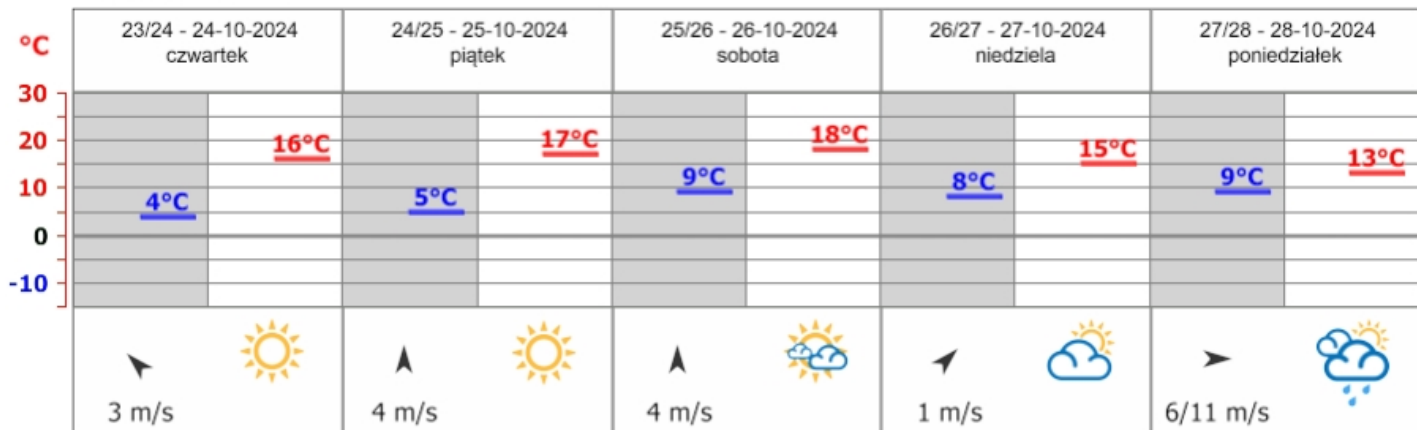 °C
23/24 - 24-10-2024
czwartek
24/25 - 25-10-2024
piątek
25/26 - 26-10-2024
sobota
26/27 - 27-10-2024
niedziela
27/28 - 28-10-2024
poniedziałek
30
20
10
0
-10
4°C
16°C
5°C
17°C
9°C
18°C
8°C
15°C
9°C
13°C
3 m/s
4 m/s
4 m/s
1 m/s
6/11 m/s